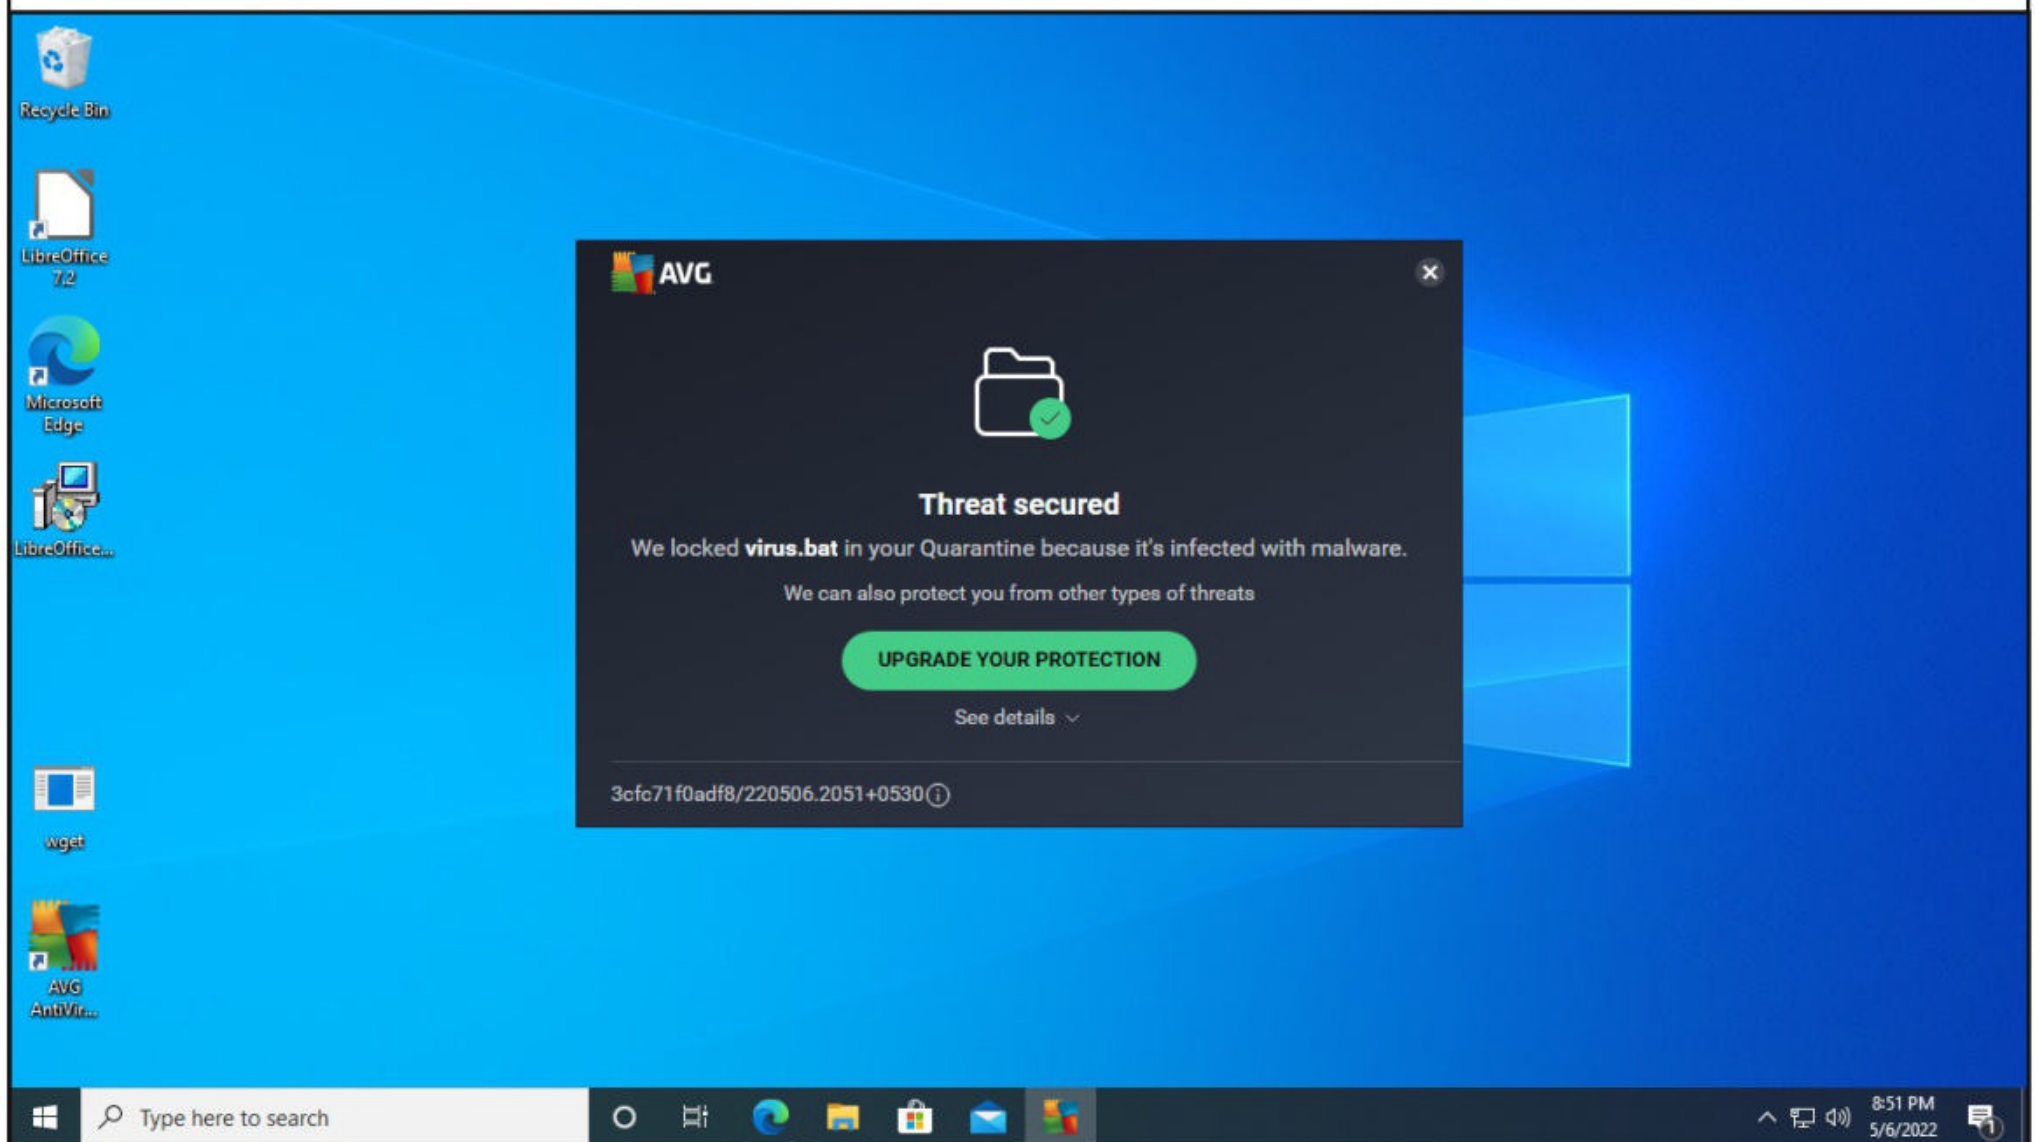 Recycle Bin
LibreOffice
7.2
Microsoft
Edge
LibreOffice...
wget
AVG
AntiVir...
AVG
Threat secured
We locked virus.bat in your Quarantine because it's infected with malware.
We can also protect you from other types of threats
UPGRADE YOUR PROTECTION
See details
3cfc71f0adf8/220506.2051+0530
Type here to search
8:51 PM
5/6/2022
1